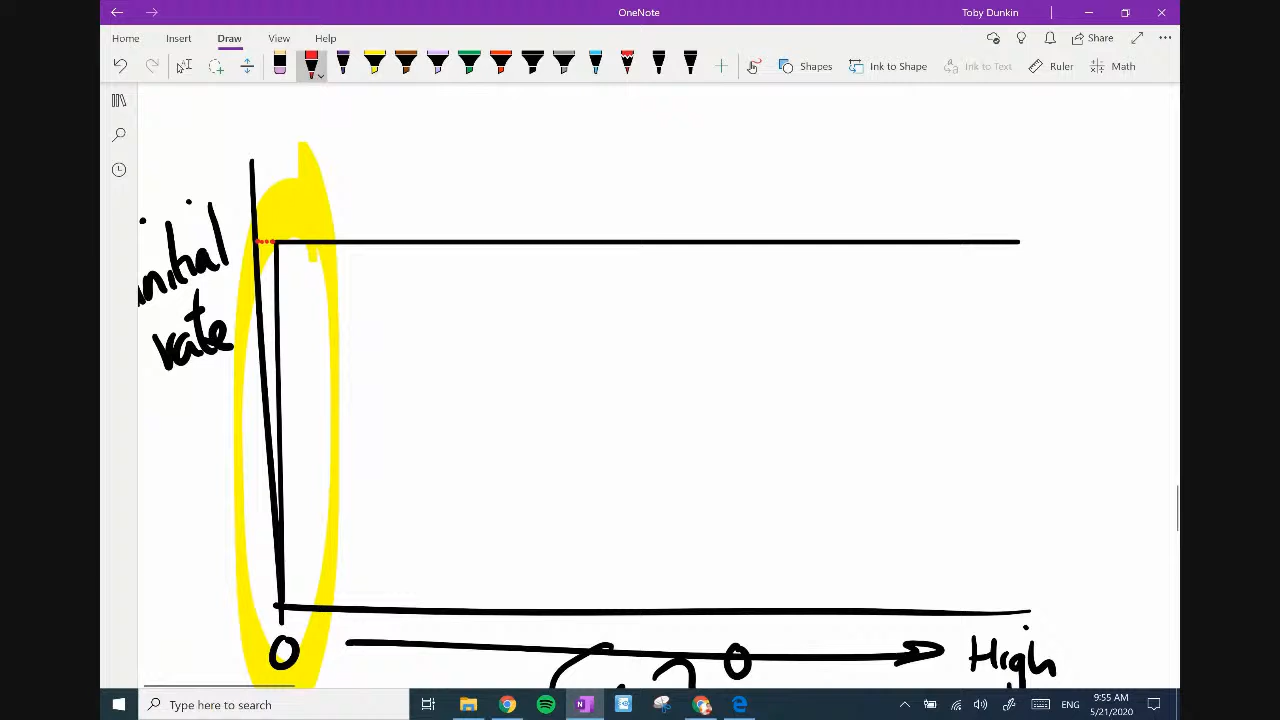 OneNote
Toby Dunkin
Home Insert Draw View Help
Share
Shapes
Ink to Shape
Ink to Text
Ruler
Math
initial
rate
0
0
High
Type here to search
ENG
9:55 AM
5/21/2020